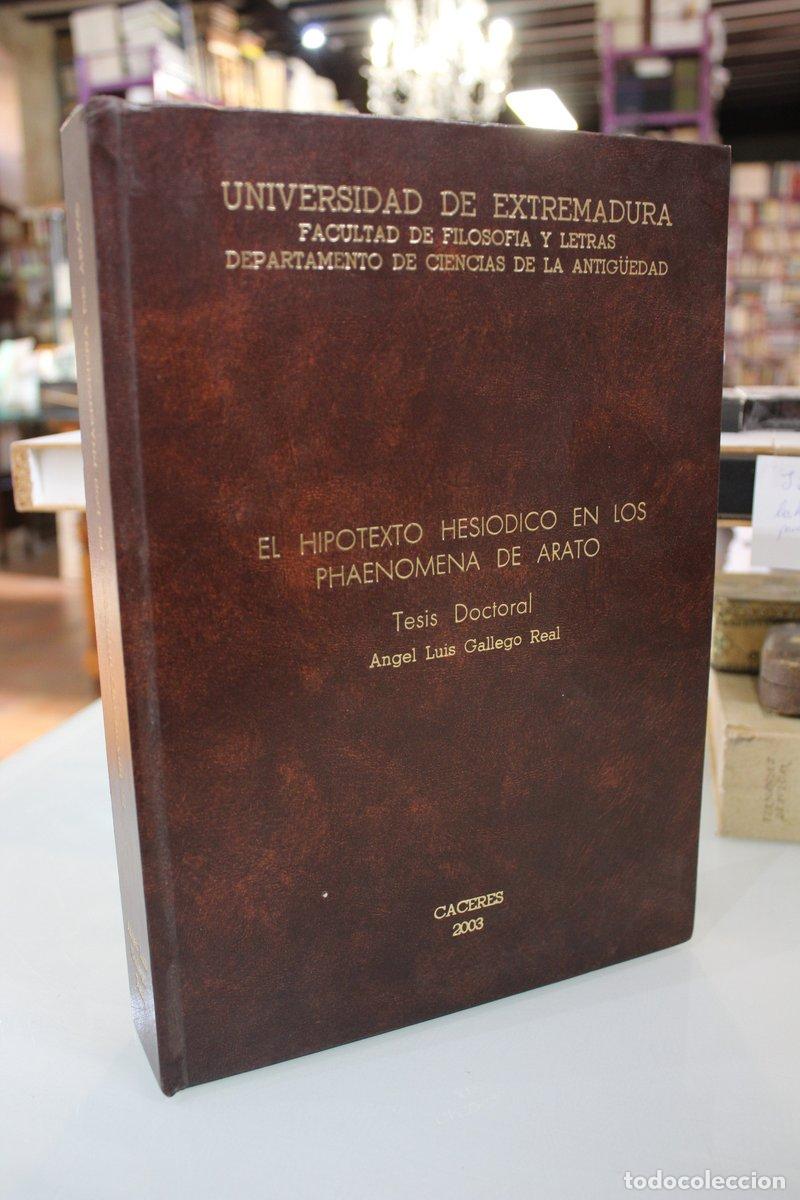 UNIVERSIDAD DE EXTREMADURA
FACULTAD DE FILOSOFIA Y LETRAS
DEPARTAMENTO DE CIENCIAS DE LA ANTIGÜEDAD
EL HIPOTEXTO HESIODICO EN LOS
PHAENOMENA DE ARATO
Tesis Doctoral
Angel Luis Gallego Real
CACERES
2003
todocoleccion